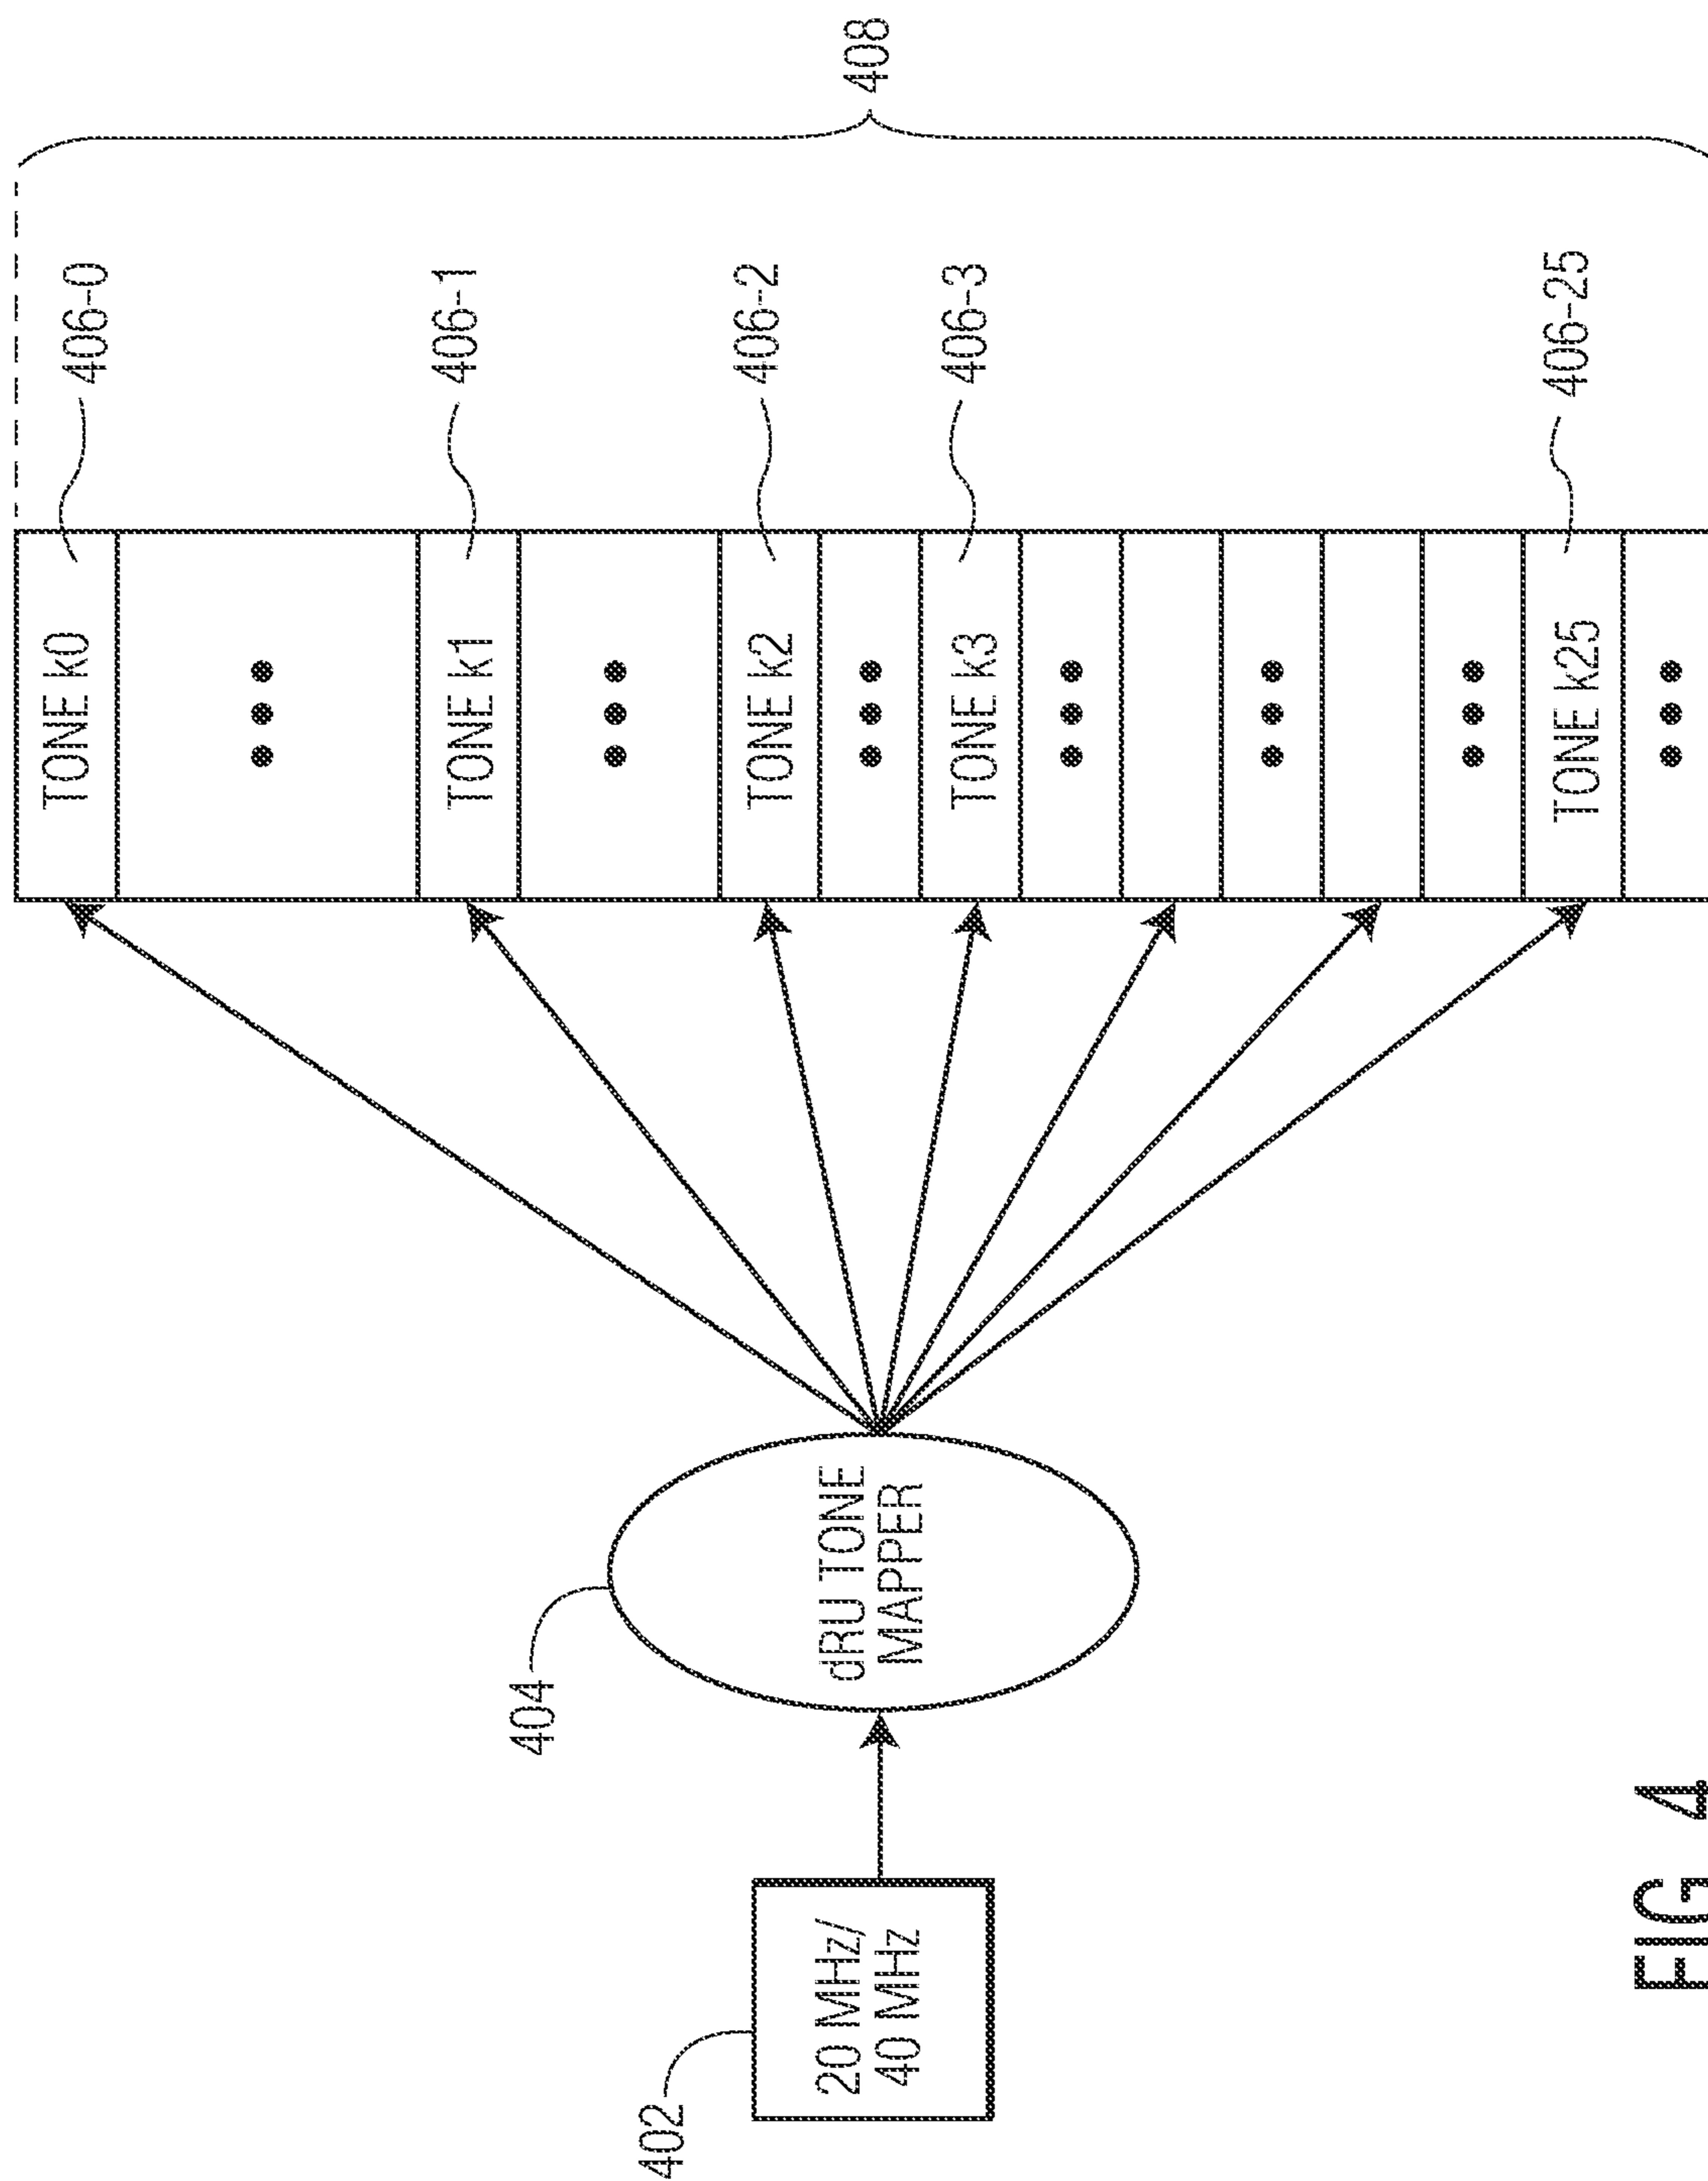 402
20 MHz/
40 MHz
404
dRU TONE
MAPPER
TONE k0
406-0
TONE k1
406-1
TONE k2
406-2
TONE k3
406-3
TONE k25
406-25
408
FIG 4